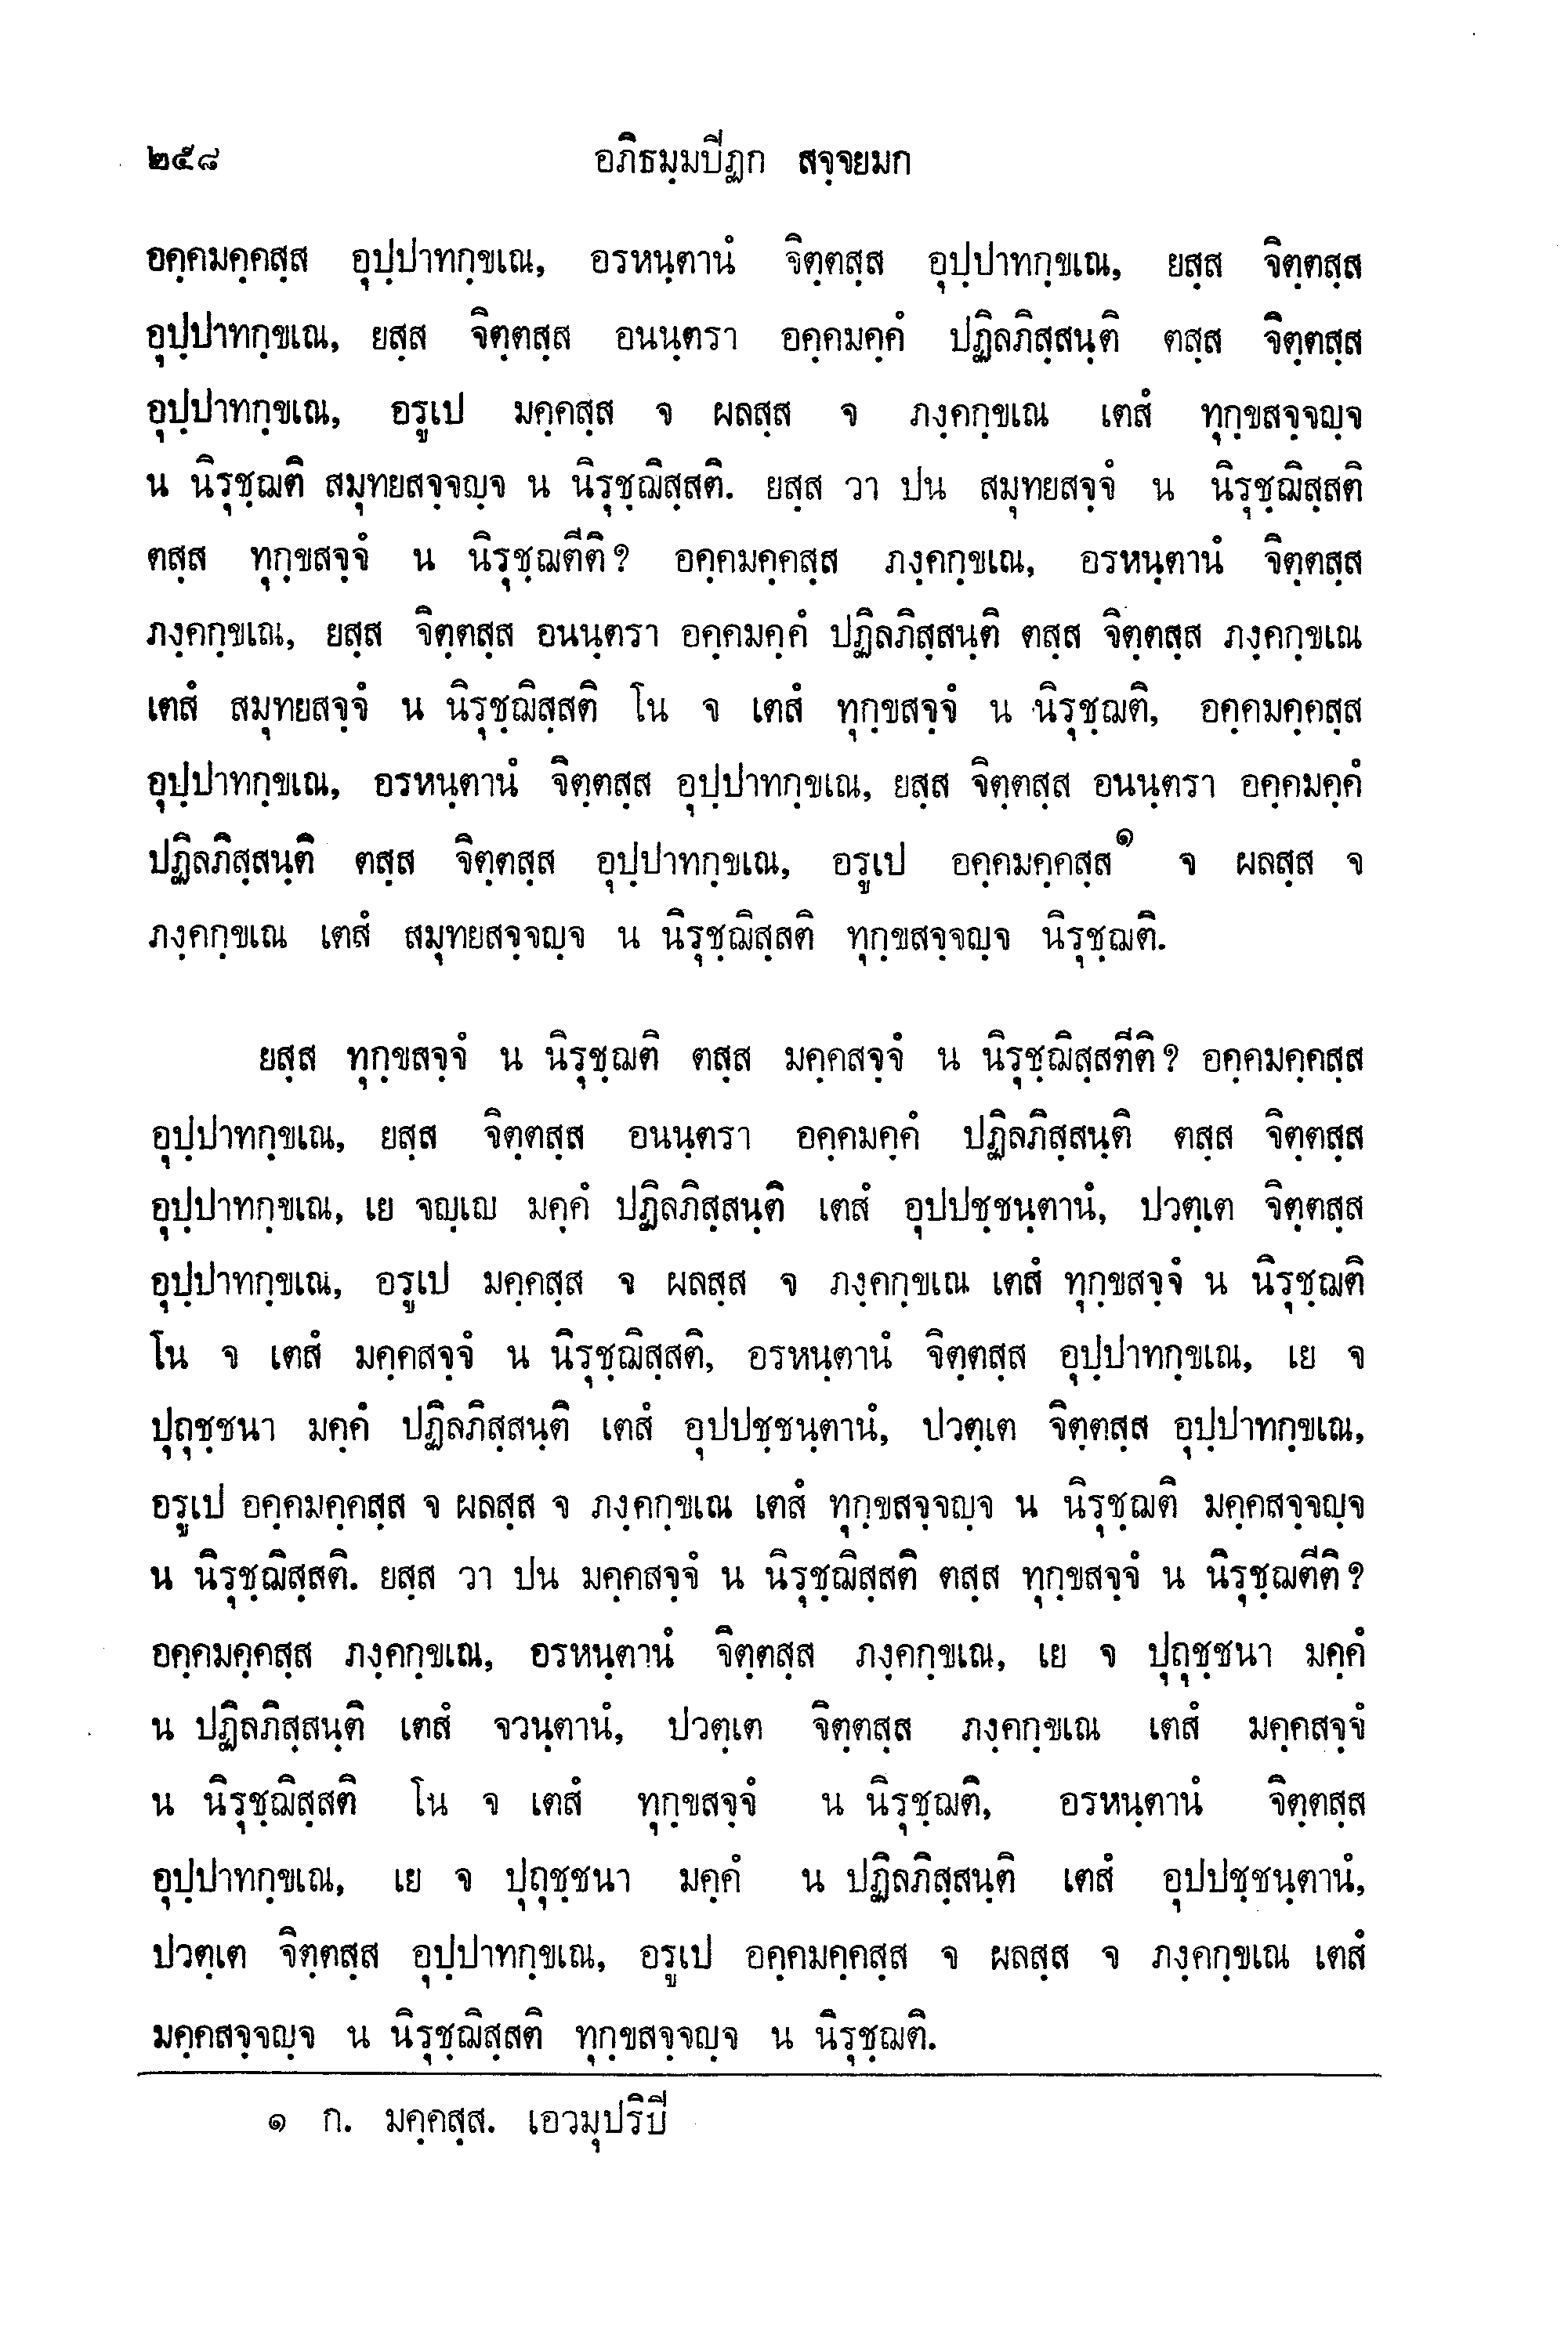 ๒๕๘ อภิธมฺมปีฏก สจฺจยมก
อคฺคมคฺคสฺส อุปฺปาทกฺขเณ, อรหนฺตานํ จิตฺตสฺส อุปฺปาทกฺขเณ, ยสฺส จิตฺตสฺส
อุปฺปาทกฺขเณ, ยสฺส จิตฺตสฺส อนนฺตรา อคฺคมคฺคํ ปฏิลภิสฺสนฺติ ตสฺส จิตฺตสฺส
อุปฺปาทกฺขเณ, อรูเป มคฺคสฺส จ ผลสฺส จ ภงฺคกฺขเณ เตสํ ทุกฺขสจฺจญฺจ
น นิรุชฺฌติ สมุทยสจฺจญฺจ น นิรุชฺฌิสฺสติ. ยสฺส วา ปน สมุทยสจฺจํ น นิรุชฺฌิสฺสติ
ตสฺส ทุกฺขสจฺจํ น นิรุชฺฌตีติ? อคฺคมคฺคสฺส ภงฺคกฺขเณ, อรหนฺตานํ จิตฺตสฺส
ภงฺคกฺขเณ, ยสฺส จิตฺตสฺส อนนฺตรา อคฺคมคฺคํ ปฏิลภิสฺสนฺติ ตสฺส จิตฺตสฺส ภงฺคกฺขเณ
เตสํ สมุทยสจฺจํ น นิรุชฺฌิสฺสติ โน จ เตสํ ทุกฺขสจฺจํ น นิรุชฺฌติ, อคฺคมคฺคสฺส
อุปฺปาทกฺขเณ, อรหนฺตานํ จิตฺตสฺส อุปฺปาทกฺขเณ, ยสฺส จิตฺตสฺส อนนฺตรา อคฺคมคฺคํ
ปฏิลภิสฺสนฺติ ตสฺส จิตฺตสฺส อุปฺปาทกฺขเณ, อรูเป อคฺคมคฺคสฺส๑ จ ผลสฺส จ
ภงฺคกฺขเณ เตสํ สมุทยสจฺจญฺจ น นิรุชฺฌิสฺสติ ทุกฺขสจฺจญฺจ นิรุชฺฌติ.
ยสฺส ทุกฺขสจฺจํ น นิรุชฺฌติ ตสฺส มคฺคสจฺจํ น นิรุชฺฌิสฺสตีติ? อคฺคมคฺคสฺส
อุปฺปาทกฺขเณ, ยสฺส จิตฺตสฺส อนนฺตรา อคฺคมคฺคํ ปฏิลภิสฺสนฺติ ตสฺส จิตฺตสฺส
อุปฺปาทกฺขเณ, เย จญฺเญ มคฺคํ ปฏิลภิสฺสนฺติ เตสํ อุปปชฺชนฺตานํ, ปวตฺเต จิตฺตสฺส
อุปฺปาทกฺขเณ, อรูเป มคฺคสฺส จ ผลสฺส จ ภงฺคกฺขเณ เตสํ ทุกฺขสจฺจํ น นิรุชฺฌติ
โน จ เตสํ มคฺคสจฺจํ น นิรุชฺฌิสฺสติ, อรหนฺตานํ จิตฺตสฺส อุปฺปาทกฺขเณ, เย จ
ปุถุชฺชนา มคฺคํ ปฏิลภิสฺสนฺติ เตสํ อุปปชฺชนฺตานํ, ปวตฺเต จิตฺตสฺส อุปฺปาทกฺขเณ,
อรูเป อคฺคมคฺคสฺส จ ผลสฺส จ ภงฺคกฺขเณ เตสํ ทุกฺขสจฺจญฺจ น นิรุชฺฌติ มคฺคสจฺจญฺจ
น นิรุชฺฌิสฺสติ. ยสฺส วา ปน มคฺคสจฺจํ น นิรุชฺฌิสฺสติ ตสฺส ทุกฺขสจฺจํ น นิรุชฺฌตีติ?
อคฺคมคฺคสฺส ภงฺคกฺขเณ, อรหนฺตานํ จิตฺตสฺส ภงฺคกฺขเณ, เย จ ปุถุชฺชนา มคฺคํ
น ปฏิลภิสฺสนฺติ เตสํ จวนฺตานํ, ปวตฺเต จิตฺตสฺส ภงฺคกฺขเณ เตสํ มคฺคสจฺจํ
น นิรุชฺฌิสฺสติ โน จ เตสํ ทุกฺขสจฺจํ น นิรุชฺฌติ, อรหนฺตานํ จิตฺตสฺส
อุปฺปาทกฺขเณ, เย จ ปุถุชฺชนา มคฺคํ น ปฏิลภิสฺสนฺติ เตสํ อุปปชฺชนฺตานํ,
ปวตฺเต จิตฺตสฺส อุปฺปาทกฺขเณ, อรูเป อคฺคมคฺคสฺส จ ผลสฺส จ ภงฺคกฺขเณ เตสํ
มคฺคสจฺจญฺจ น นิรุชฺฌิสฺสติ ทุกฺขสจฺจญฺจ น นิรุชฺฌติ.
๑ ก. มคฺคสฺส. เอวมุปริปี